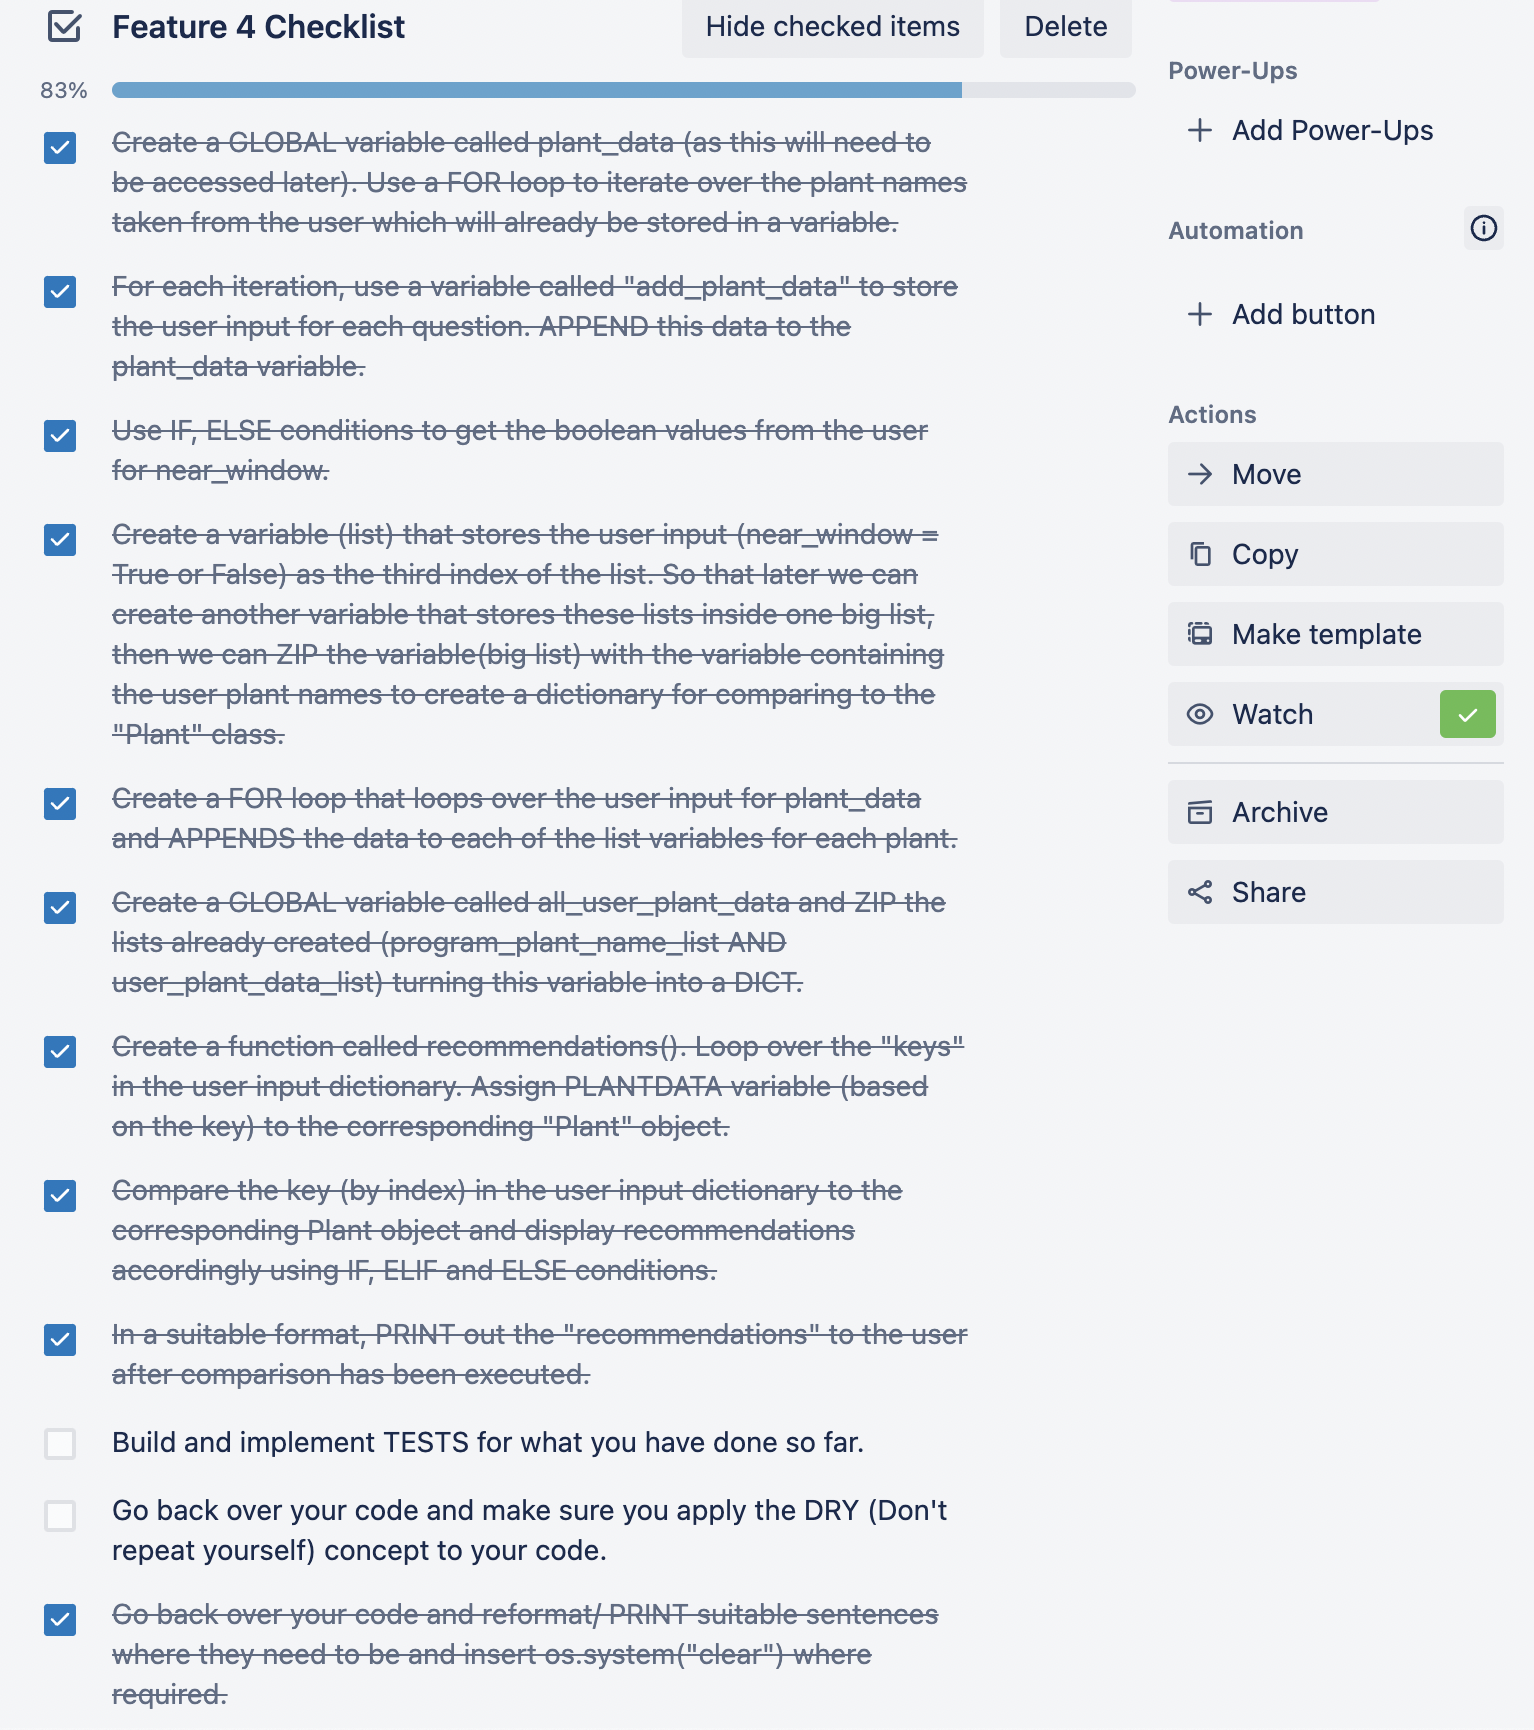 Feature 4 Checklist
Hide checked items
Delete
83%
Create a GLOBAL variable called plant_data (as this will need to
be accessed later). Use a FOR loop to iterate over the plant names
taken from the user which will already be stored in a variable.
For each iteration, use a variable called "add_plant_data" to store
the user input for each question. APPEND this data to the
plant_data variable.
Use IF, ELSE conditions to get the boolean values from the user
for near_window.
Create a variable (list) that stores the user input (near_window =
True or False) as the third index of the list. So that later we can
create another variable that stores these lists inside one big list,
then we can ZIP the variable(big list) with the variable containing
the user plant names to create a dictionary for comparing to the
"Plant" class.
Create a FOR loop that loops over the user input for plant_data
and APPENDS the data to each of the list variables for each plant.
Create a GLOBAL variable called all_user_plant_data and ZIP the
lists already created (program_plant_name_list AND
user_plant_data_list) turning this variable into a DICT.
Create a function called recommendations(). Loop over the "keys"
in the user input dictionary. Assign PLANTDATA variable (based
on the key) to the corresponding "Plant" object.
Compare the key (by index) in the user input dictionary to the
corresponding Plant object and display recommendations
accordingly using IF, ELIF and ELSE conditions.
In a suitable format, PRINT out the "recommendations" to the user
after comparison has been executed.
Build and implement TESTS for what you have done so far.
Go back over your code and make sure you apply the DRY (Don't
repeat yourself) concept to your code.
Go back over your code and reformat/ PRINT suitable sentences
where they need to be and insert os.system("clear") where
required.
Power-Ups
Add Power-Ups
Automation
Add button
Actions
Move
Copy
Make template
Watch
Archive
Share